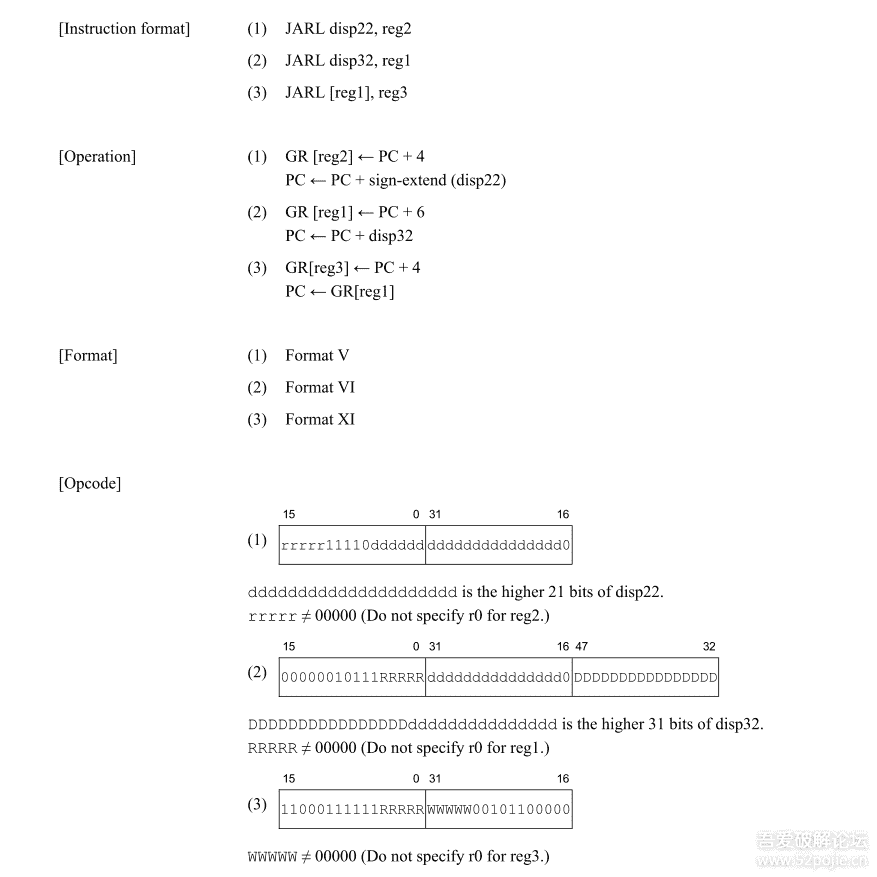 [Instruction format] (1) JARL disp22, reg2
(2) JARL disp32, reg1
(3) JARL [reg1], reg3
[Operation] (1) GR [reg2] ← PC + 4
PC ← PC + sign-extend (disp22)
(2) GR [reg1] ← PC + 6
PC ← PC + disp32
(3) GR[reg3] ← PC + 4
PC ← GR[reg1]
[Format] (1) Format V
(2) Format VI
(3) Format XI
[Opcode]
15 0 31 16
(1) rrrrr11110dddddd ddddddddddddddd0
ddddddddddddddddddddd is the higher 21 bits of disp22.
rrrrr ≠ 00000 (Do not specify r0 for reg2.)
15 0 31 16 47 32
(2) 00000010111RRRRR ddddddddddddddd0 DDDDDDDDDDDDDDDD
DDDDDDDDDDDDDDDDddddddddddddddd is the higher 31 bits of disp32.
RRRRR ≠ 00000 (Do not specify r0 for reg1.)
15 0 31 16
(3) 11000111111RRRRR WWWWW00101100000
WWWWW ≠ 00000 (Do not specify r0 for reg3.)
吾爱破解论坛
www.52pojie.cn